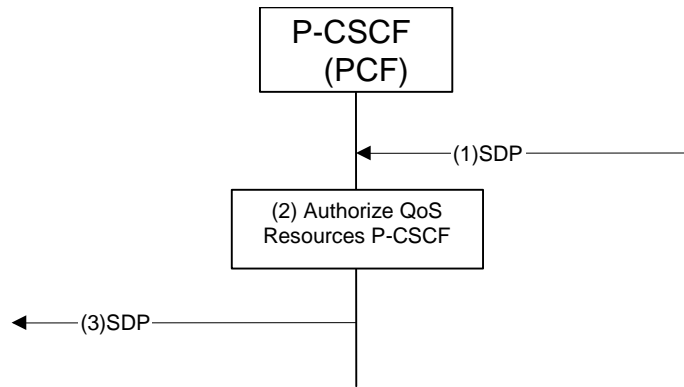 P-CSCF
(PCF)
(1)SDP
(2) Authorize QoS
Resources P-CSCF
(3)SDP